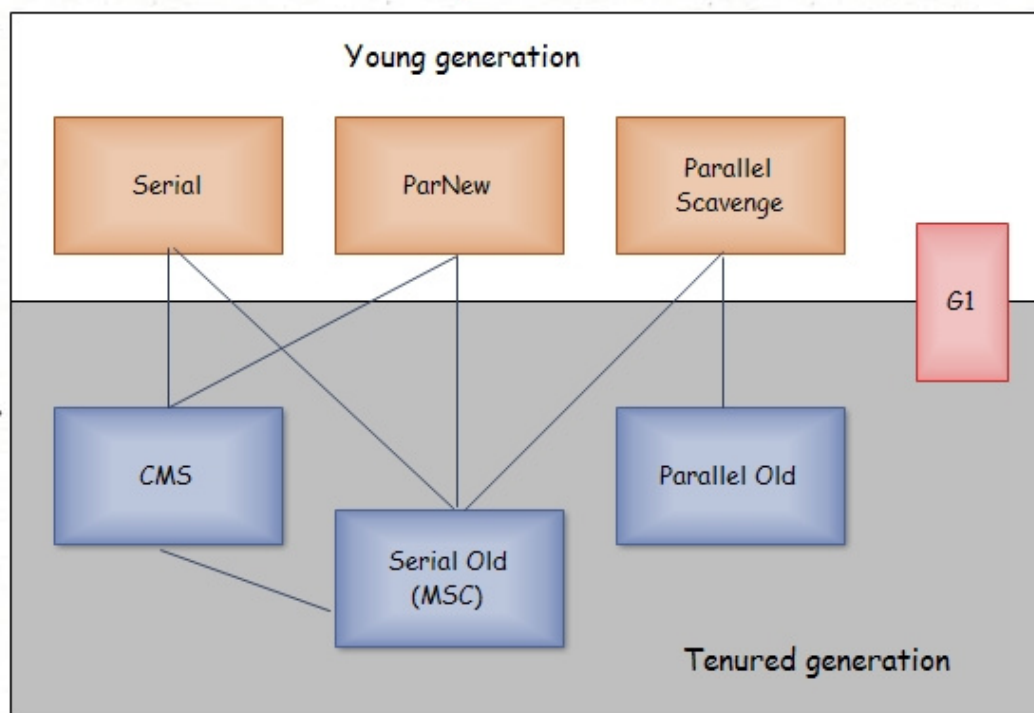 Young generation
Serial
ParNew
Parallel
Scavenge
G1
CMS
Serial Old
(MSC)
Parallel Old
Tenured generation